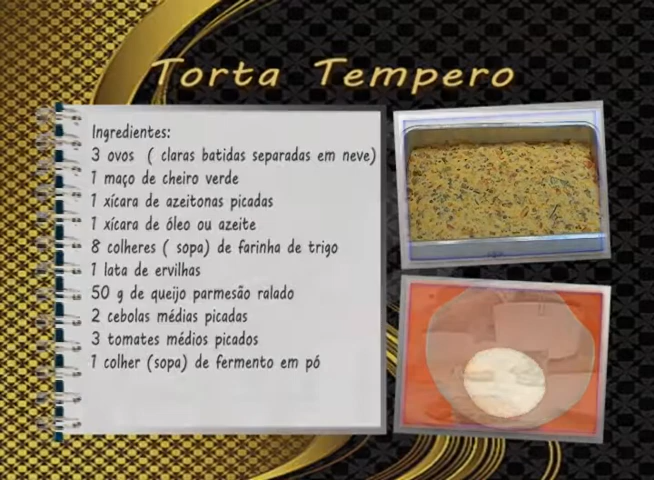 Torta Tempero
Ingredientes:
3 ovos ( claras batidas separadas em neve)
1 maço de cheiro verde
1 xícara de azeitonas picadas
1 xícara de óleo ou azeite
8 colheres ( sopa) de farinha de trigo
1 lata de ervilhas
50 g de queijo parmesão ralado
2 cebolas médias picadas
3 tomates médios picados
1 colher (sopa) de fermento em pó